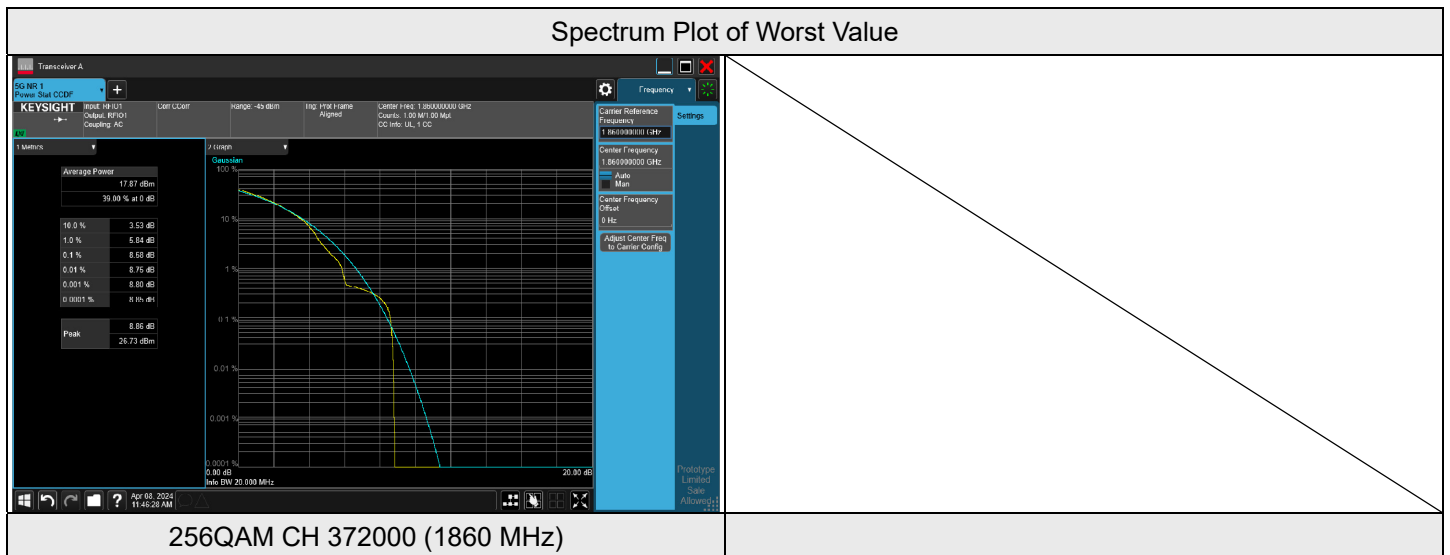 Spectrum Plot of Worst Value
Transceiver A
5G NR 1
Power Stat CCDF
Frequency
KEYSIGHT
Input: RFIO1
Output: RFIO1
Coupling: AC
Corr CCorr
Range: -45 dBm
Trig: Prot Frame
Aligned
Center Freq: 1.860000000 GHz
Counts: 1.00 M/1.00 Mpt
CC Info: UL, 1 CC
1 Metrics
2 Graph
Average Power
17.87 dBm
39.00 % at 0 dB
10.0 % 3.53 dB
1.0 % 5.84 dB
0.1 % 8.58 dB
0.01 % 8.75 dB
0.001 % 8.80 dB
0.0001 % 8.85 dB
Peak
8.86 dB
26.73 dBm
Gaussian
100 %
10 %
1 %
0.1 %
0.01 %
0.001 %
0.0001 %
0.00 dB
20.00 dB
Info BW 20.000 MHz
Carrier Reference
Frequency
1.860000000 GHz
Settings
Center Frequency
1.860000000 GHz
Auto
Man
Center Frequency
Offset
0 Hz
Adjust Center Freq
to Carrier Config
Prototype
Limited
Sale
Allowed
Apr 08, 2024
11:46:28 AM
256QAM CH 372000 (1860 MHz)